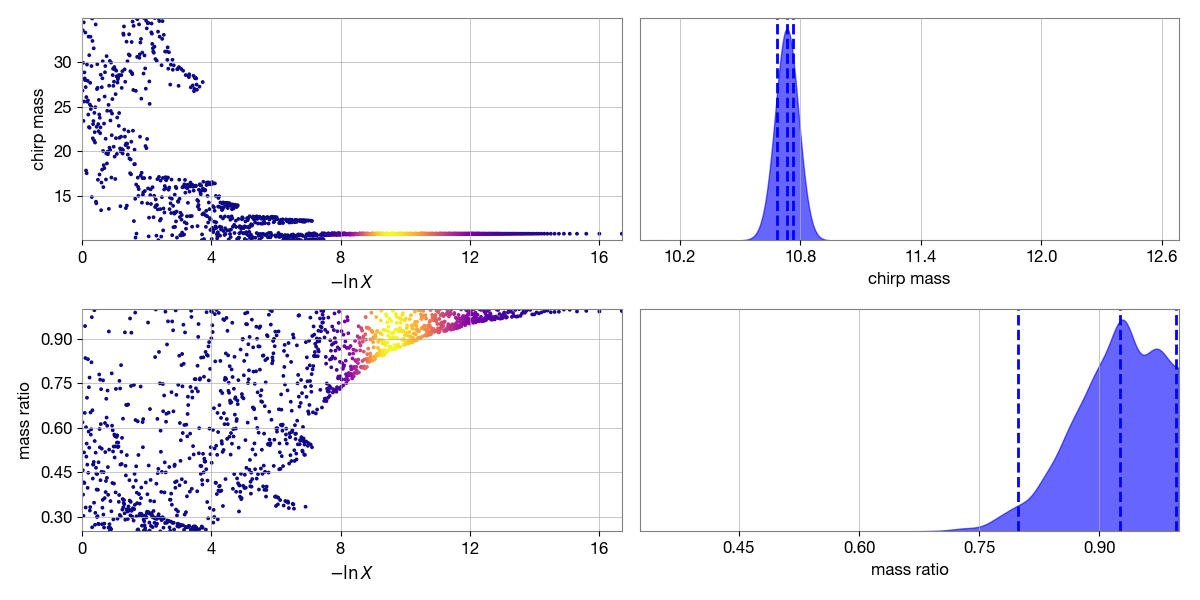 chirp mass
30
25
20
15
0 4 8 12 16
−ln X
10.2 10.8 11.4 12.0 12.6
chirp mass
mass ratio
0.90
0.75
0.60
0.45
0.30
0 4 8 12 16
−ln X
0.45 0.60 0.75 0.90
mass ratio